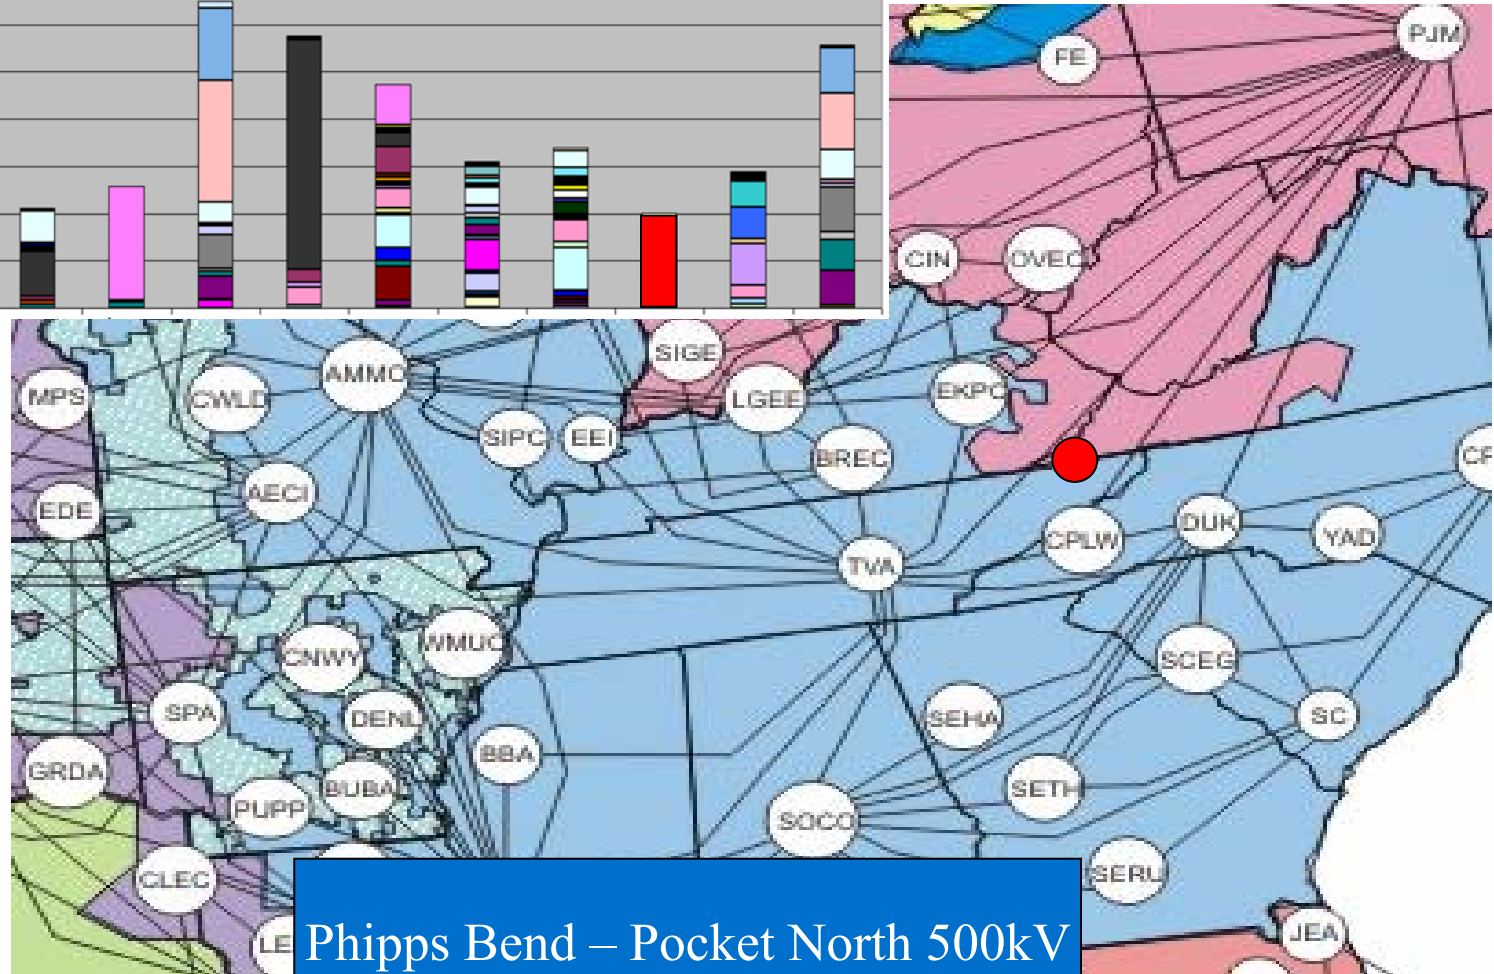 PJM
FE
CIN
OVEC
SIGE
AMMO
MPS
CWLD
LGEE
EKPC
SIPC
EEI
BREC
AECI
EDE
DUK
YAD
CPLW
TVA
WMUC
CNWY
SCEG
SPA
DENL
SEHA
SC
BBA
GRDA
BUBA
PUPP
SETH
SOCO
CLEC
SERU
JEA
Phipps Bend – Pocket North 500kV